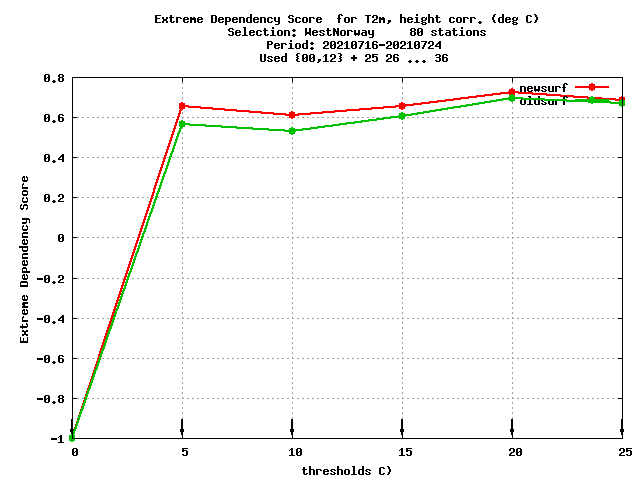 Extreme Dependency Score  for T2m, height corr. (deg C)
Selection: WestNorway     80 stations
Period: 20210716-20210724
Used {00,12} + 25 26 ... 36
0.8
0.6
0.4
0.2
0
-0.2
-0.4
-0.6
-0.8
-1
Extreme Dependency Score
newsurf
oldsurf
0 5 10 15 20 25
thresholds C)